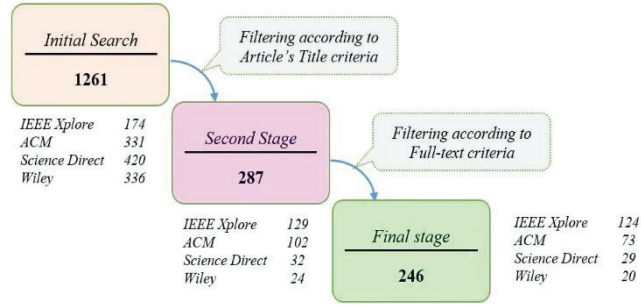 Initial Search
1261
Filtering according to
Article's Title criteria
IEEE Xplore 174
ACM 331
Science Direct 420
Wiley 336
Second Stage
287
Filtering according to
Full-text criteria
IEEE Xplore 129
ACM 102
Science Direct 32
Wiley 24
Final stage
246
IEEE Xplore 124
ACM 73
Science Direct 29
Wiley 20